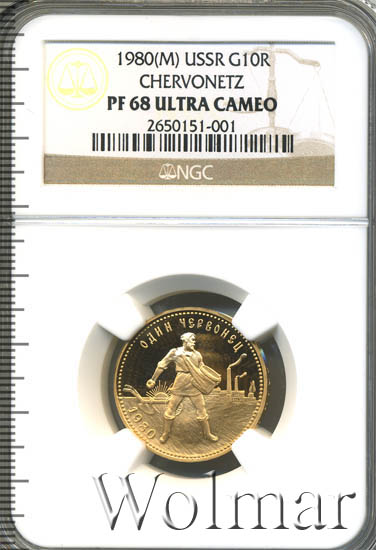 1980(M) USSR G10R
CHERVONETZ
PF 68 ULTRA CAMEO
2650151-001
NGC
ОДИН ЧЕРВОНЕЦ
1980
Wolmar